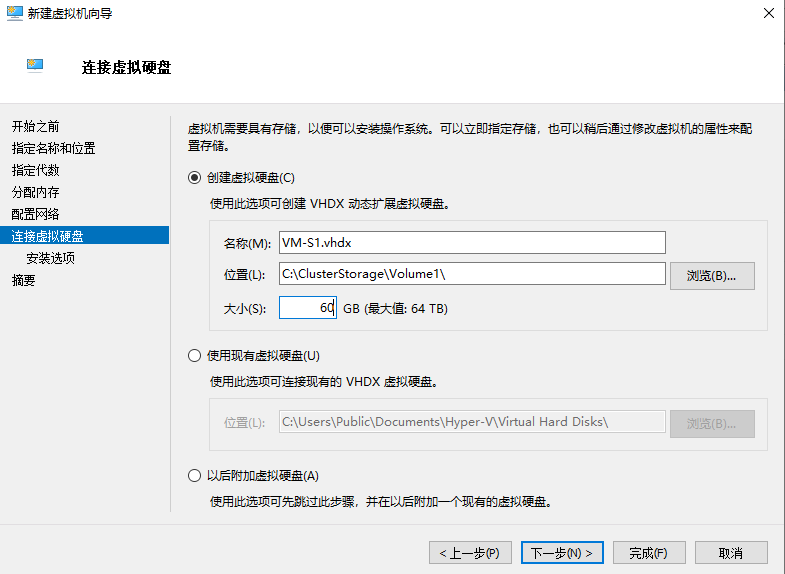 新建虚拟机向导
连接虚拟硬盘
开始之前
指定名称和位置
指定代数
分配内存
配置网络
连接虚拟硬盘
安装选项
摘要
虚拟机需要具有存储，以便可以安装操作系统。可以立即指定存储，也可以稍后通过修改虚拟机的属性来配
置存储。
创建虚拟硬盘(C)
使用此选项可创建 VHDX 动态扩展虚拟硬盘。
名称(M): VM-S1.vhdx
位置(L): C:\ClusterStorage\Volume1\ 浏览(B)...
大小(S): 60 GB (最大值: 64 TB)
使用现有虚拟硬盘(U)
使用此选项可连接现有的 VHDX 虚拟硬盘。
位置(L): C:\Users\Public\Documents\Hyper-V\Virtual Hard Disks\ 浏览(B)...
以后附加虚拟硬盘(A)
使用此选项可先跳过此步骤，并在以后附加一个现有的虚拟硬盘。
< 上一步(P) 下一步(N) > 完成(F) 取消